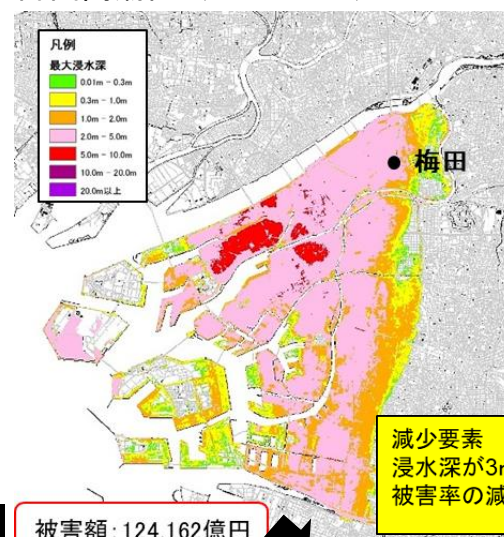 凡例
最大浸水深
0.01m - 0.3m
0.3m - 1.0m
1.0m - 2.0m
2.0m - 5.0m
5.0m - 10.0m
10.0m - 20.0m
20.0m以上
梅田
減少要素
浸水深が3
被害率の減
被害額:124,162億円